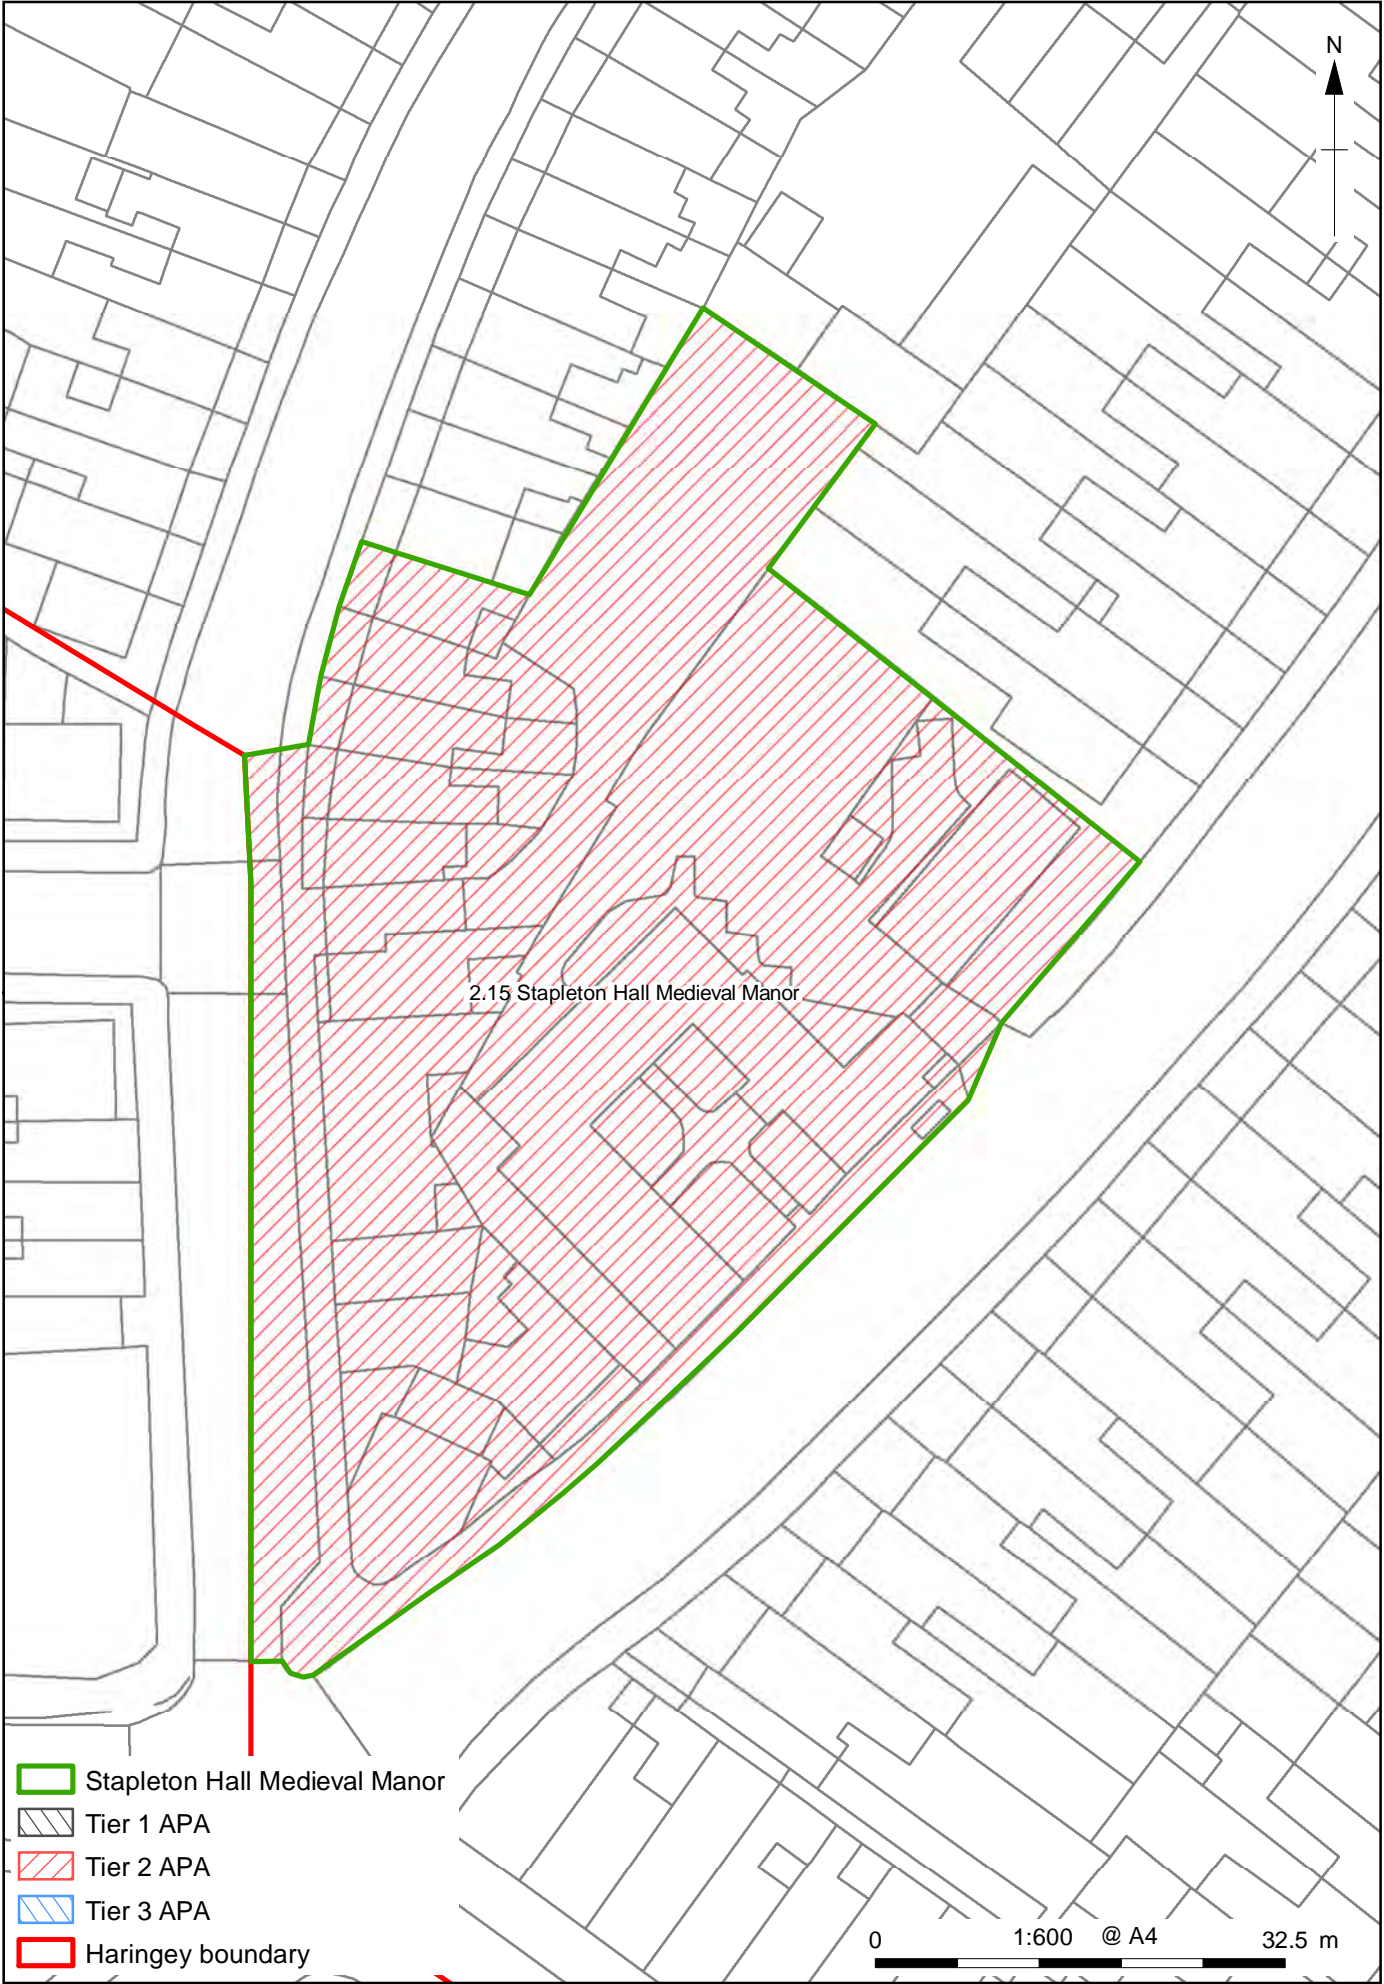 N
2.15 Stapleton Hall Medieval Manor
Stapleton Hall Medieval Manor
Tier 1 APA
Tier 2 APA
Tier 3 APA
Haringey boundary
0 1:600 @ A4 32.5 m